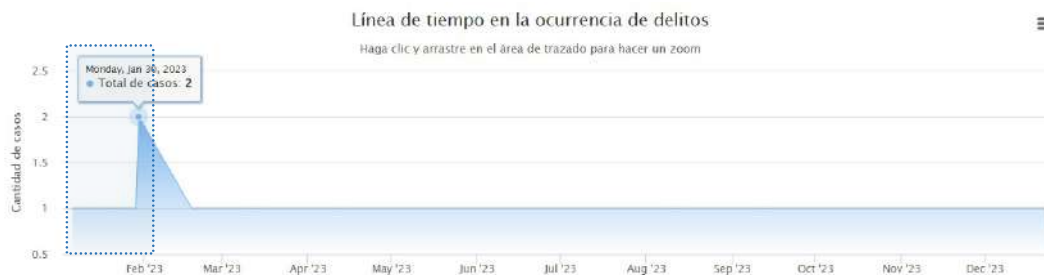 Línea de tiempo en la ocurrencia de delitos
Haga clic y arrastre en el área de trazado para hacer un zoom
Monday, Jan 30, 2023
Total de casos: 2
Cantidad de casos
2.5
2
1.5
1
0.5
Feb '23 Mar '23 Apr '23 May '23 Jun '23 Jul '23 Aug '23 Sep '23 Oct '23 Nov '23 Dec '23